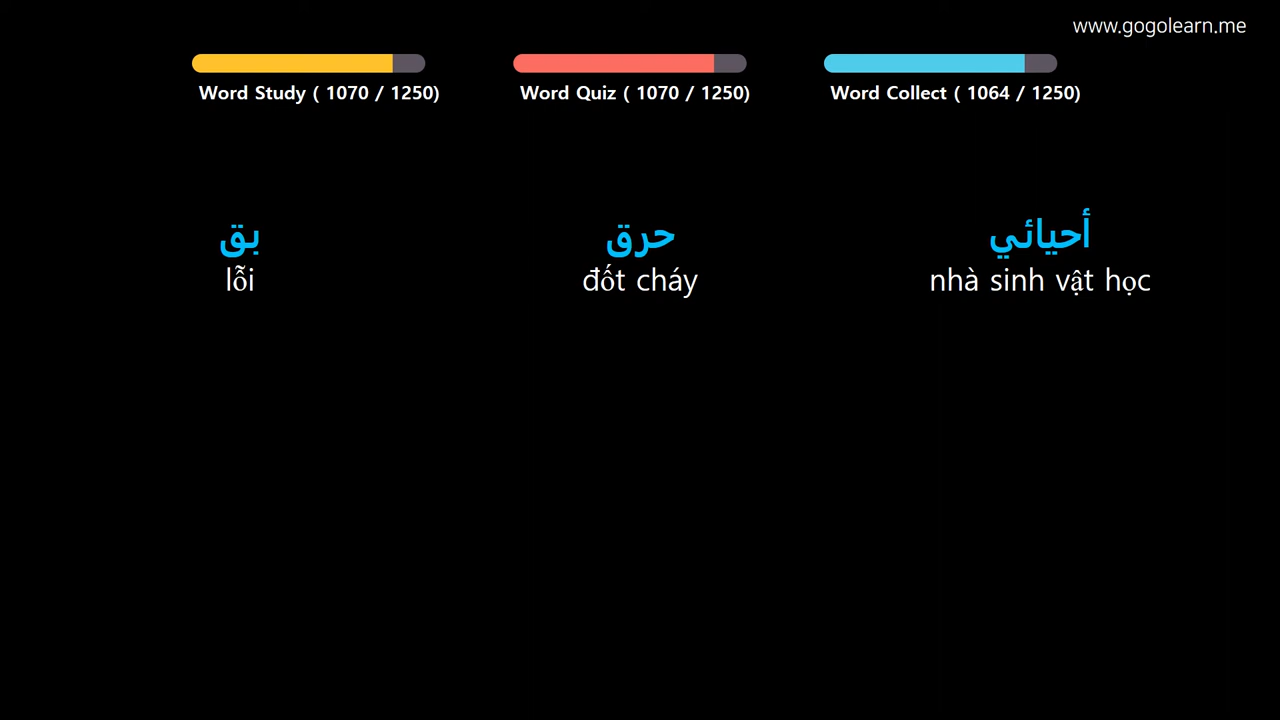 www.gogolearn.me
Word Study ( 1070 / 1250)
Word Quiz ( 1070 / 1250)
Word Collect ( 1064 / 1250)
بق
lỗi
حرق
đốt cháy
أحيائي
nhà sinh vật học